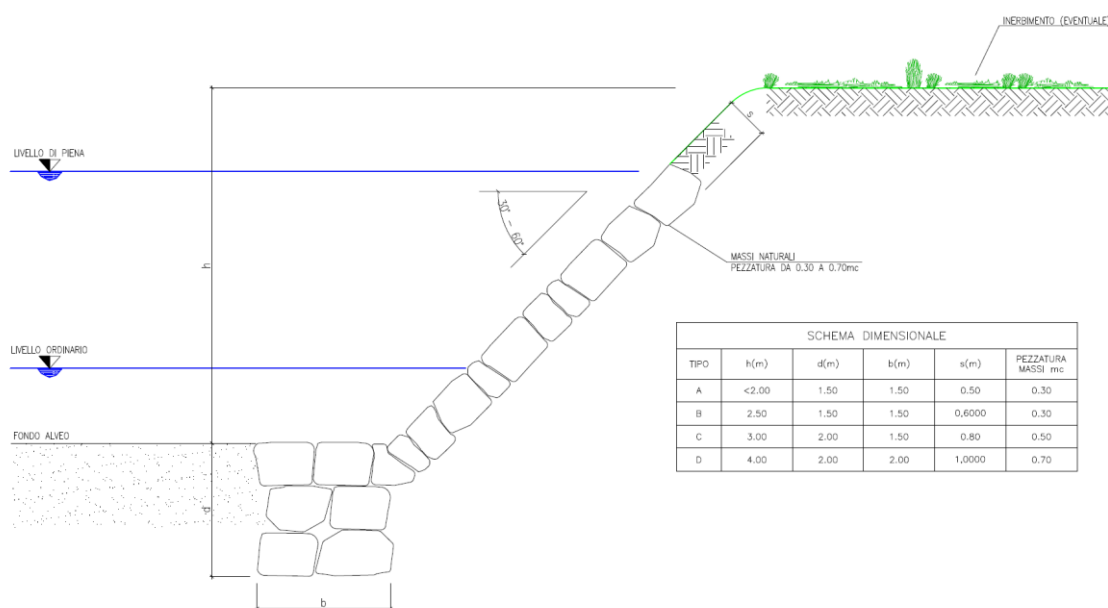 INERBIMENTO (EVENTUALE)
s
LIVELLO DI PIENA
30° - 60°
MASSI NATURALI
PEZZATURA DA 0.30 A 0.70mc
h
SCHEMA DIMENSIONALE
TIPO h(m) d(m) b(m) s(m) PEZZATURA MASSI mc
A <2.00 1.50 1.50 0.50 0.30
B 2.50 1.50 1.50 0,6000 0.30
C 3.00 2.00 1.50 0.80 0.50
D 4.00 2.00 2.00 1,0000 0.70
LIVELLO ORDINARIO
FONDO ALVEO
d
b